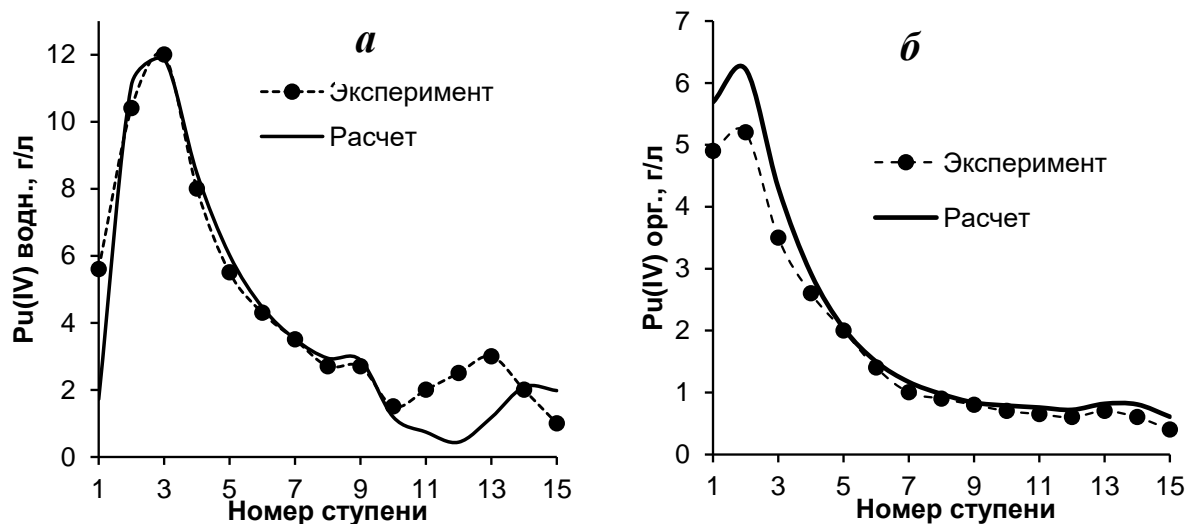 а
Эксперимент
Расчет
Pu(IV) водн., г/л
12
10
8
6
4
2
0
1 3 5 7 9 11 13 15
Номер ступени
б
Эксперимент
Расчет
Pu(IV) орг., г/л
7
6
5
4
3
2
1
0
1 3 5 7 9 11 13 15
Номер ступени